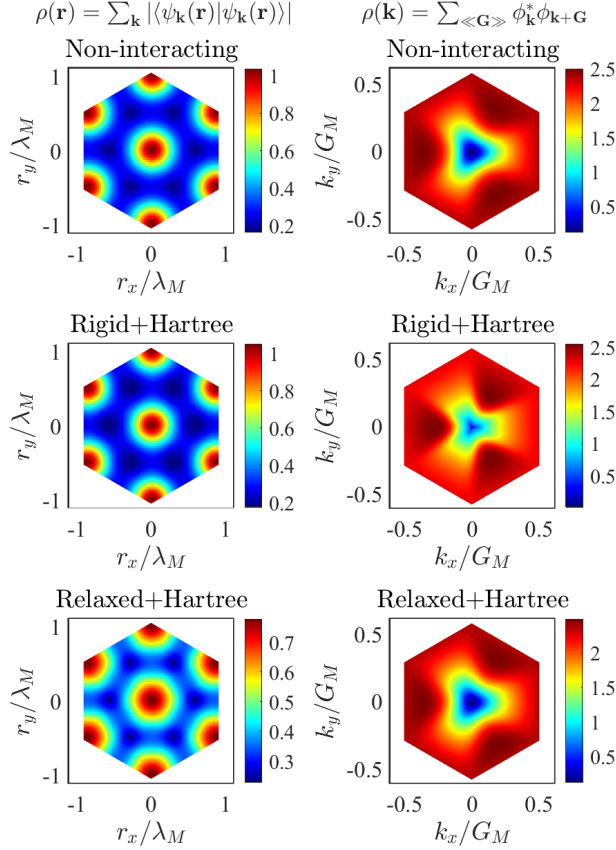 ρ(r) = ∑ₖ |⟨ψₖ(r)|ψₖ(r)⟩|
ρ(k) = ∑≪G≫ ϕ*ₖϕₖ₊G
Non-interacting
Non-interacting
r_y/λ_M
1
0
-1
-1 0 1
r_x/λ_M
1
0.8
0.6
0.4
0.2
k_y/G_M
0.5
0
-0.5
-0.5 0 0.5
k_x/G_M
2.5
2
1.5
1
0.5
Rigid+Hartree
Rigid+Hartree
r_y/λ_M
1
0
-1
-1 0 1
r_x/λ_M
1
0.8
0.6
0.4
0.2
k_y/G_M
0.5
0
-0.5
-0.5 0 0.5
k_x/G_M
2.5
2
1.5
1
0.5
Relaxed+Hartree
Relaxed+Hartree
r_y/λ_M
1
0
-1
-1 0 1
r_x/λ_M
0.7
0.6
0.5
0.4
0.3
k_y/G_M
0.5
0
-0.5
-0.5 0 0.5
k_x/G_M
2
1.5
1
0.5